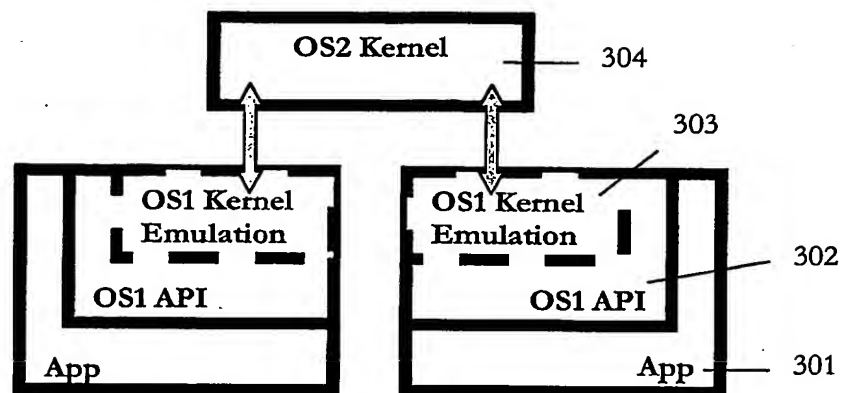 OS2 Kernel
304
303
OS1 Kernel
Emulation
OS1 Kernel
Emulation
302
OS1 API
OS1 API
App
App
301